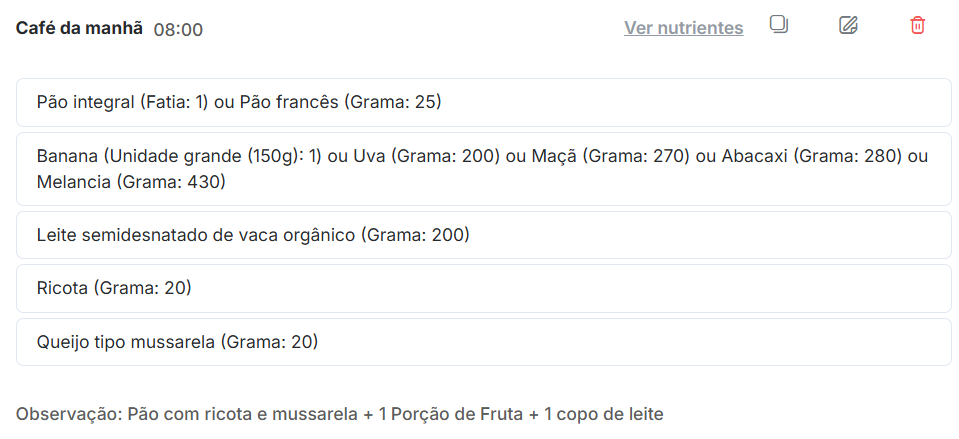 Café da manhã 08:00 Ver nutrientes
Pão integral (Fatia: 1) ou Pão francês (Grama: 25)
Banana (Unidade grande (150g): 1) ou Uva (Grama: 200) ou Maçã (Grama: 270) ou Abacaxi (Grama: 280) ou
Melancia (Grama: 430)
Leite semidesnatado de vaca orgânico (Grama: 200)
Ricota (Grama: 20)
Queijo tipo mussarela (Grama: 20)
Observação: Pão com ricota e mussarela + 1 Porção de Fruta + 1 copo de leite